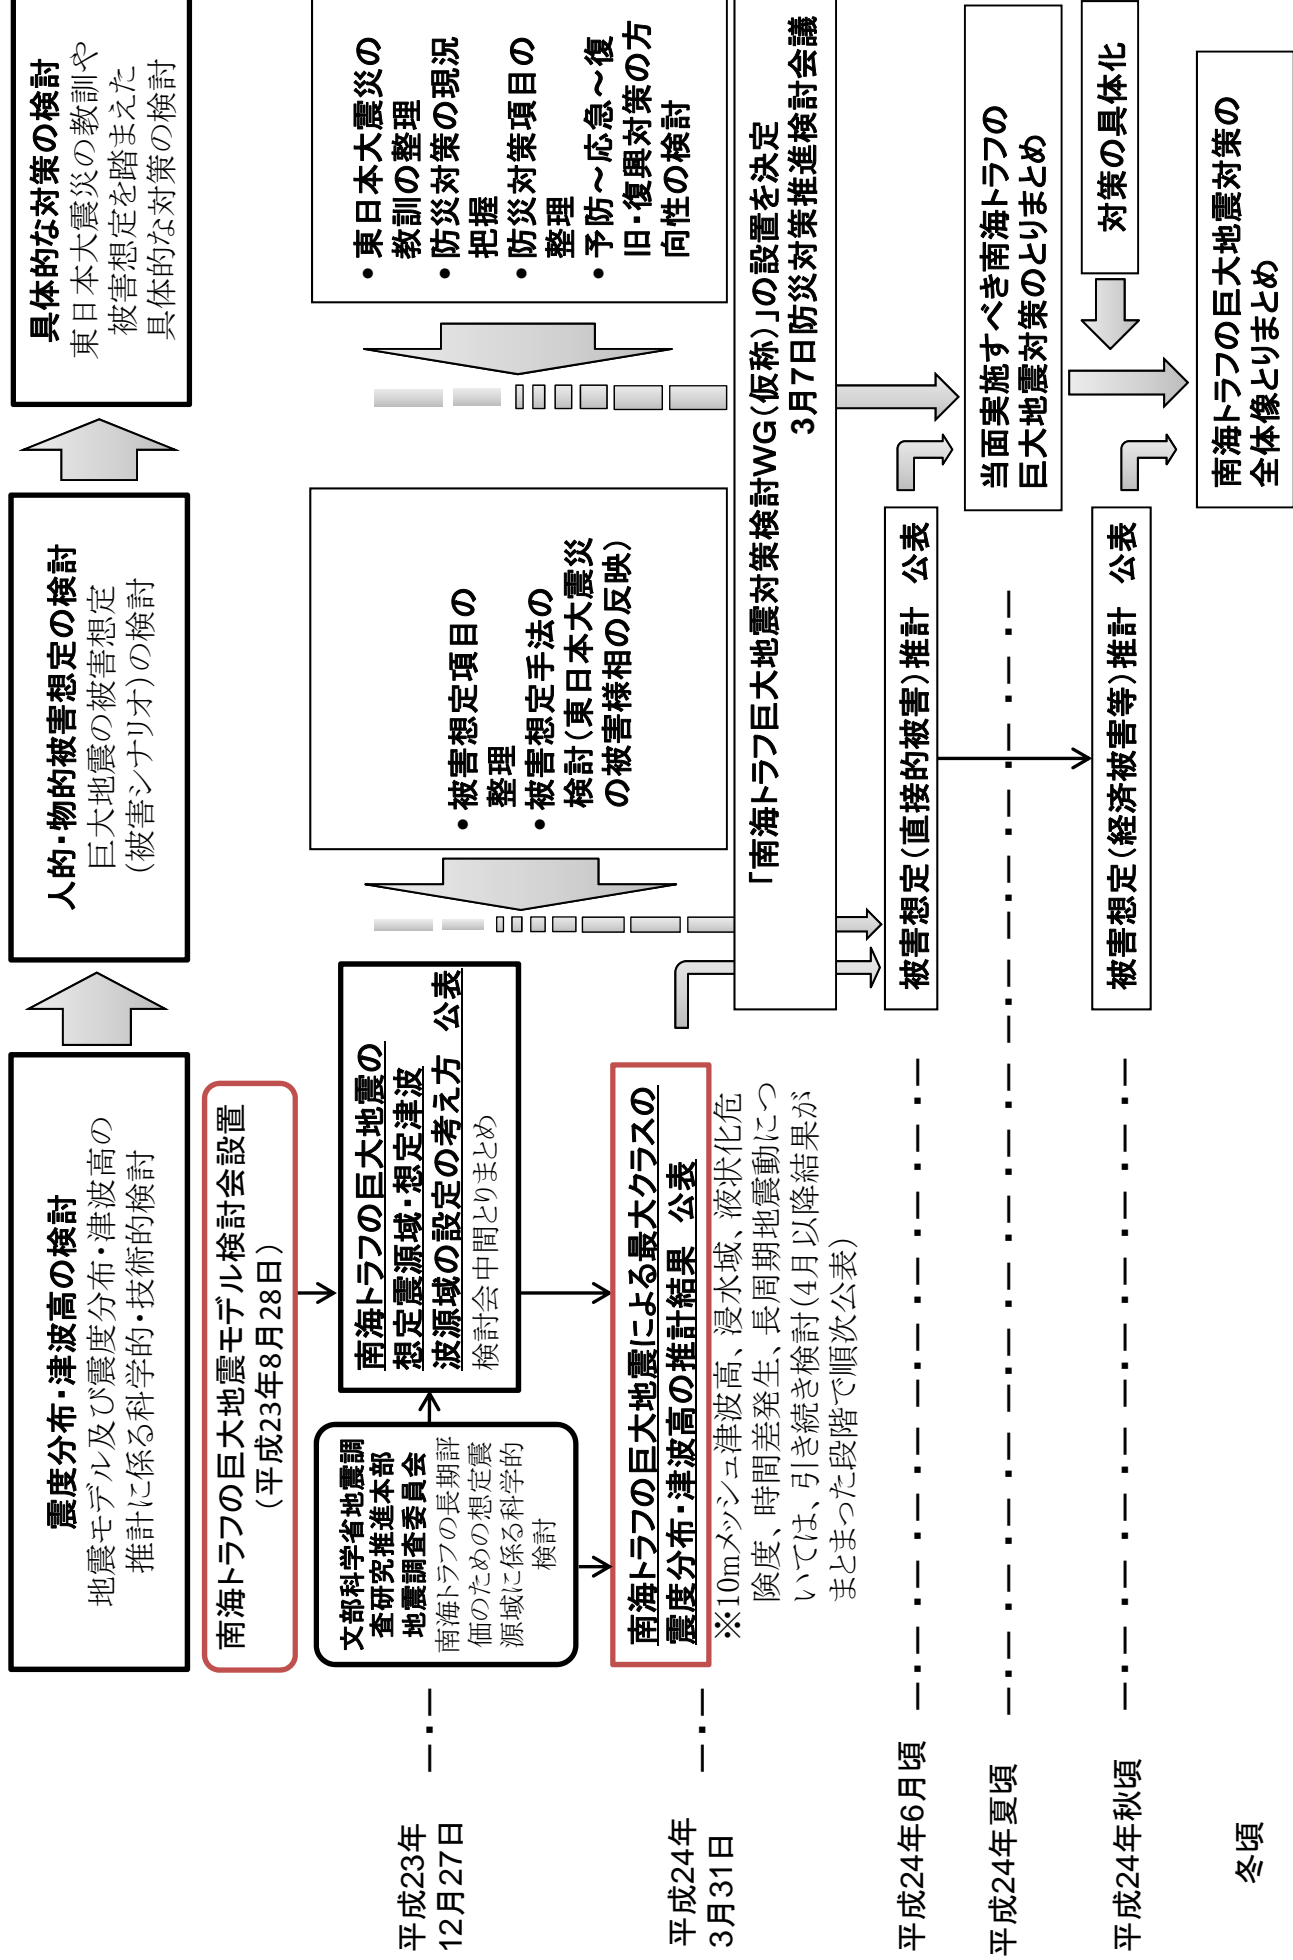 震度分布・津波高の検討
地震モデル及び震度分布・津波高の
推計に係る科学的・技術的検討
人的・物的被害想定の検討
巨大地震の被害想定
(被害シナリオ)の検討
具体的な対策の検討
東日本大震災の教訓や
被害想定を踏まえた
具体的な対策の検討
南海トラフの巨大地震モデル検討会設置
(平成23年8月28日)
平成23年
12月27日
文部科学省地震調
査研究推進本部
地震調査委員会
南海トラフの長期評
価のための想定震
源域に係る科学的
検討
南海トラフの巨大地震の
想定震源域・想定津波
波源域の設定の考え方 公表
検討会中間とりまとめ
・被害想定項目の
整理
・被害想定手法の
検討(東日本大震災
の被害様相の反映)
・東日本大震災の
教訓の整理
・防災対策の現況
把握
・防災対策項目の
整理
・予防~応急~復
旧・復興対策の方
向性の検討
平成24年
3月31日
南海トラフの巨大地震による最大クラスの
震度分布・津波高の推計結果 公表
※10mメッシュ津波高、浸水域、液状化危
険度、時間差発生、長周期地震動につ
いては、引き続き検討(4月以降結果が
まとまった段階で順次公表)
「南海トラフ巨大地震対策検討WG(仮称)」の設置を決定
3月7日防災対策推進検討会議
平成24年6月頃
被害想定(直接的被害)推計 公表
平成24年夏頃
当面実施すべき南海トラフの
巨大地震対策のとりまとめ
平成24年秋頃
被害想定(経済被害等)推計 公表
対策の具体化
冬頃
南海トラフの巨大地震対策の
全体像とりまとめ